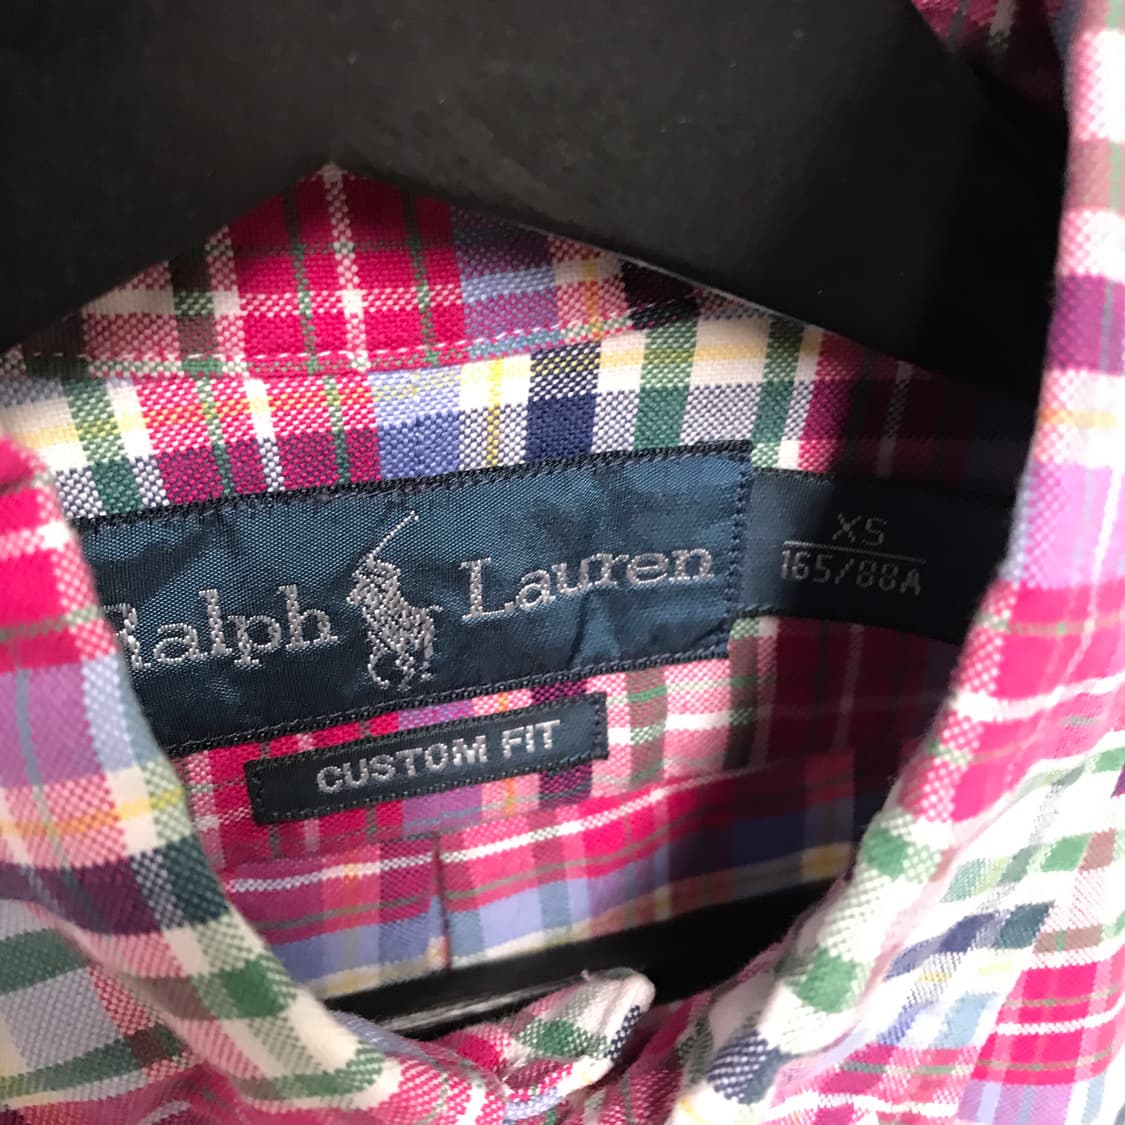 Ralph Lauren
XS
165/88A
CUSTOM FIT